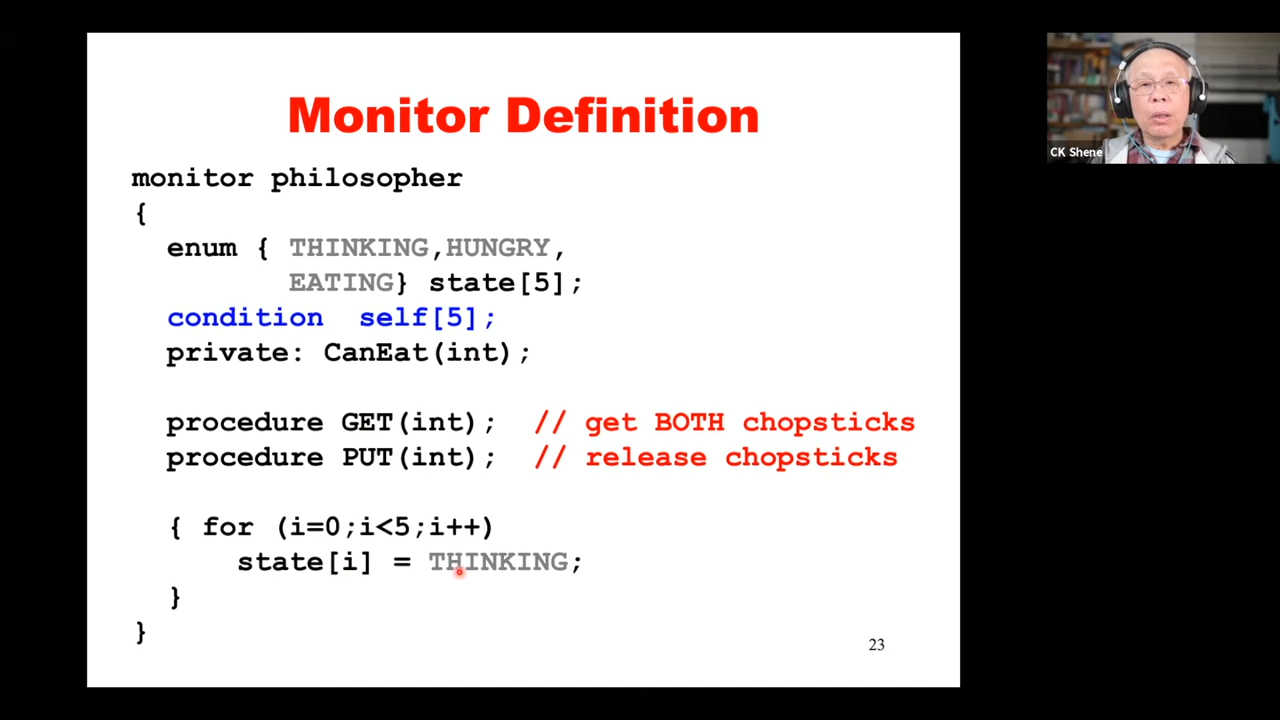 Monitor Definition
CK Shene
monitor philosopher
{
enum { THINKING,HUNGRY,
EATING} state[5];
condition self[5];
private: CanEat(int);
procedure GET(int); // get BOTH chopsticks
procedure PUT(int); // release chopsticks
{ for (i=0;i<5;i++)
state[i] = THINKING;
}
}
23